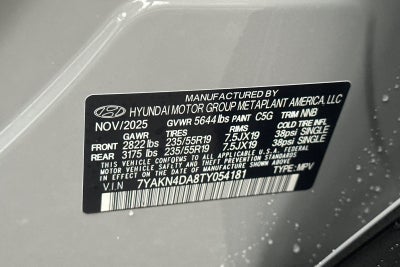 MANUFACTURED BY
HYUNDAI MOTOR GROUP METAPLANT AMERICA, LLC
NOV/2025 GVWR 5644 lbs PAINT C5G TRIM NNB
GAWR TIRES RIMS COLD TIRE INFL.
FRONT 2822 lbs 235/55R19 7.5JX19 38psi SINGLE
REAR 3175 lbs 235/55R19 7.5JX19 38psi SINGLE
THIS VEHICLE CONFORMS TO ALL APPLICABLE U.S. FEDERAL
MOTOR VEHICLE SAFETY AND THEFT PREVENTION STANDARDS
IN EFFECT ON THE DATE OF MANUFACTURE SHOWN ABOVE.
V.I.N 7YAKN4DA8TY054181 TYPE: MPV